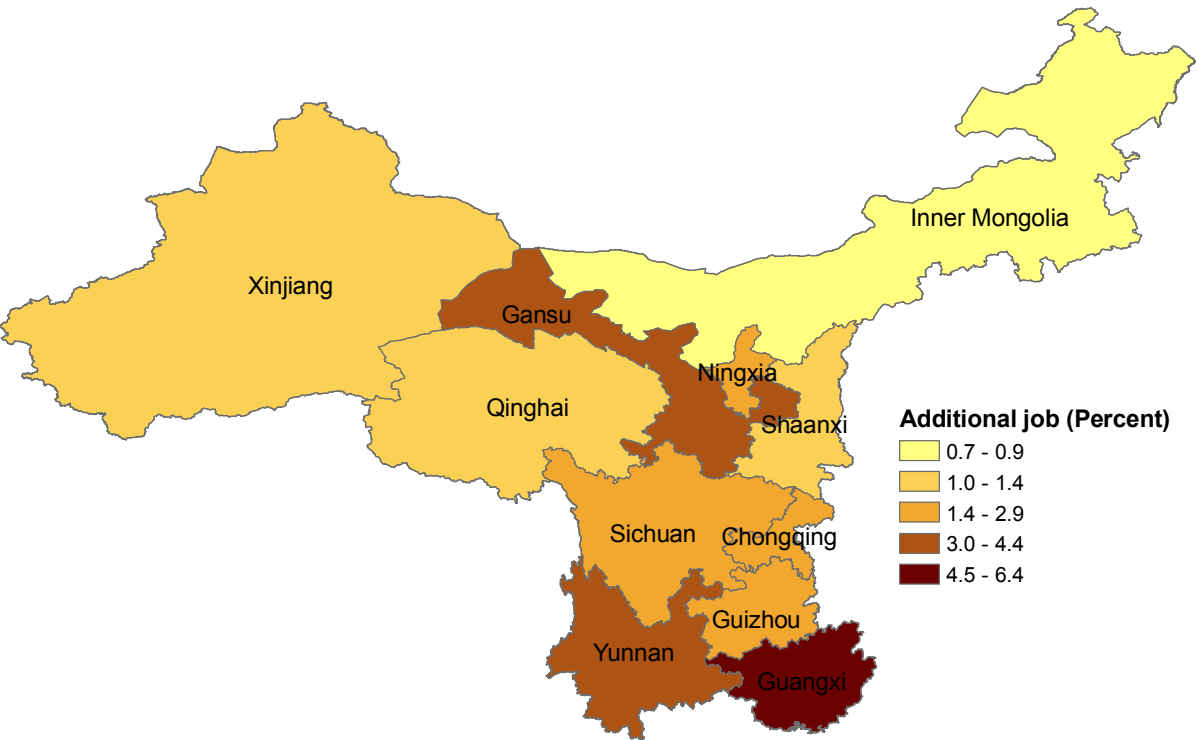 Inner Mongolia
Xinjiang
Gansu
Ningxia
Qinghai
Shaanxi
Additional job (Percent)
0.7 - 0.9
1.0 - 1.4
1.4 - 2.9
3.0 - 4.4
4.5 - 6.4
Sichuan
Chongqing
Guizhou
Yunnan
Guangxi